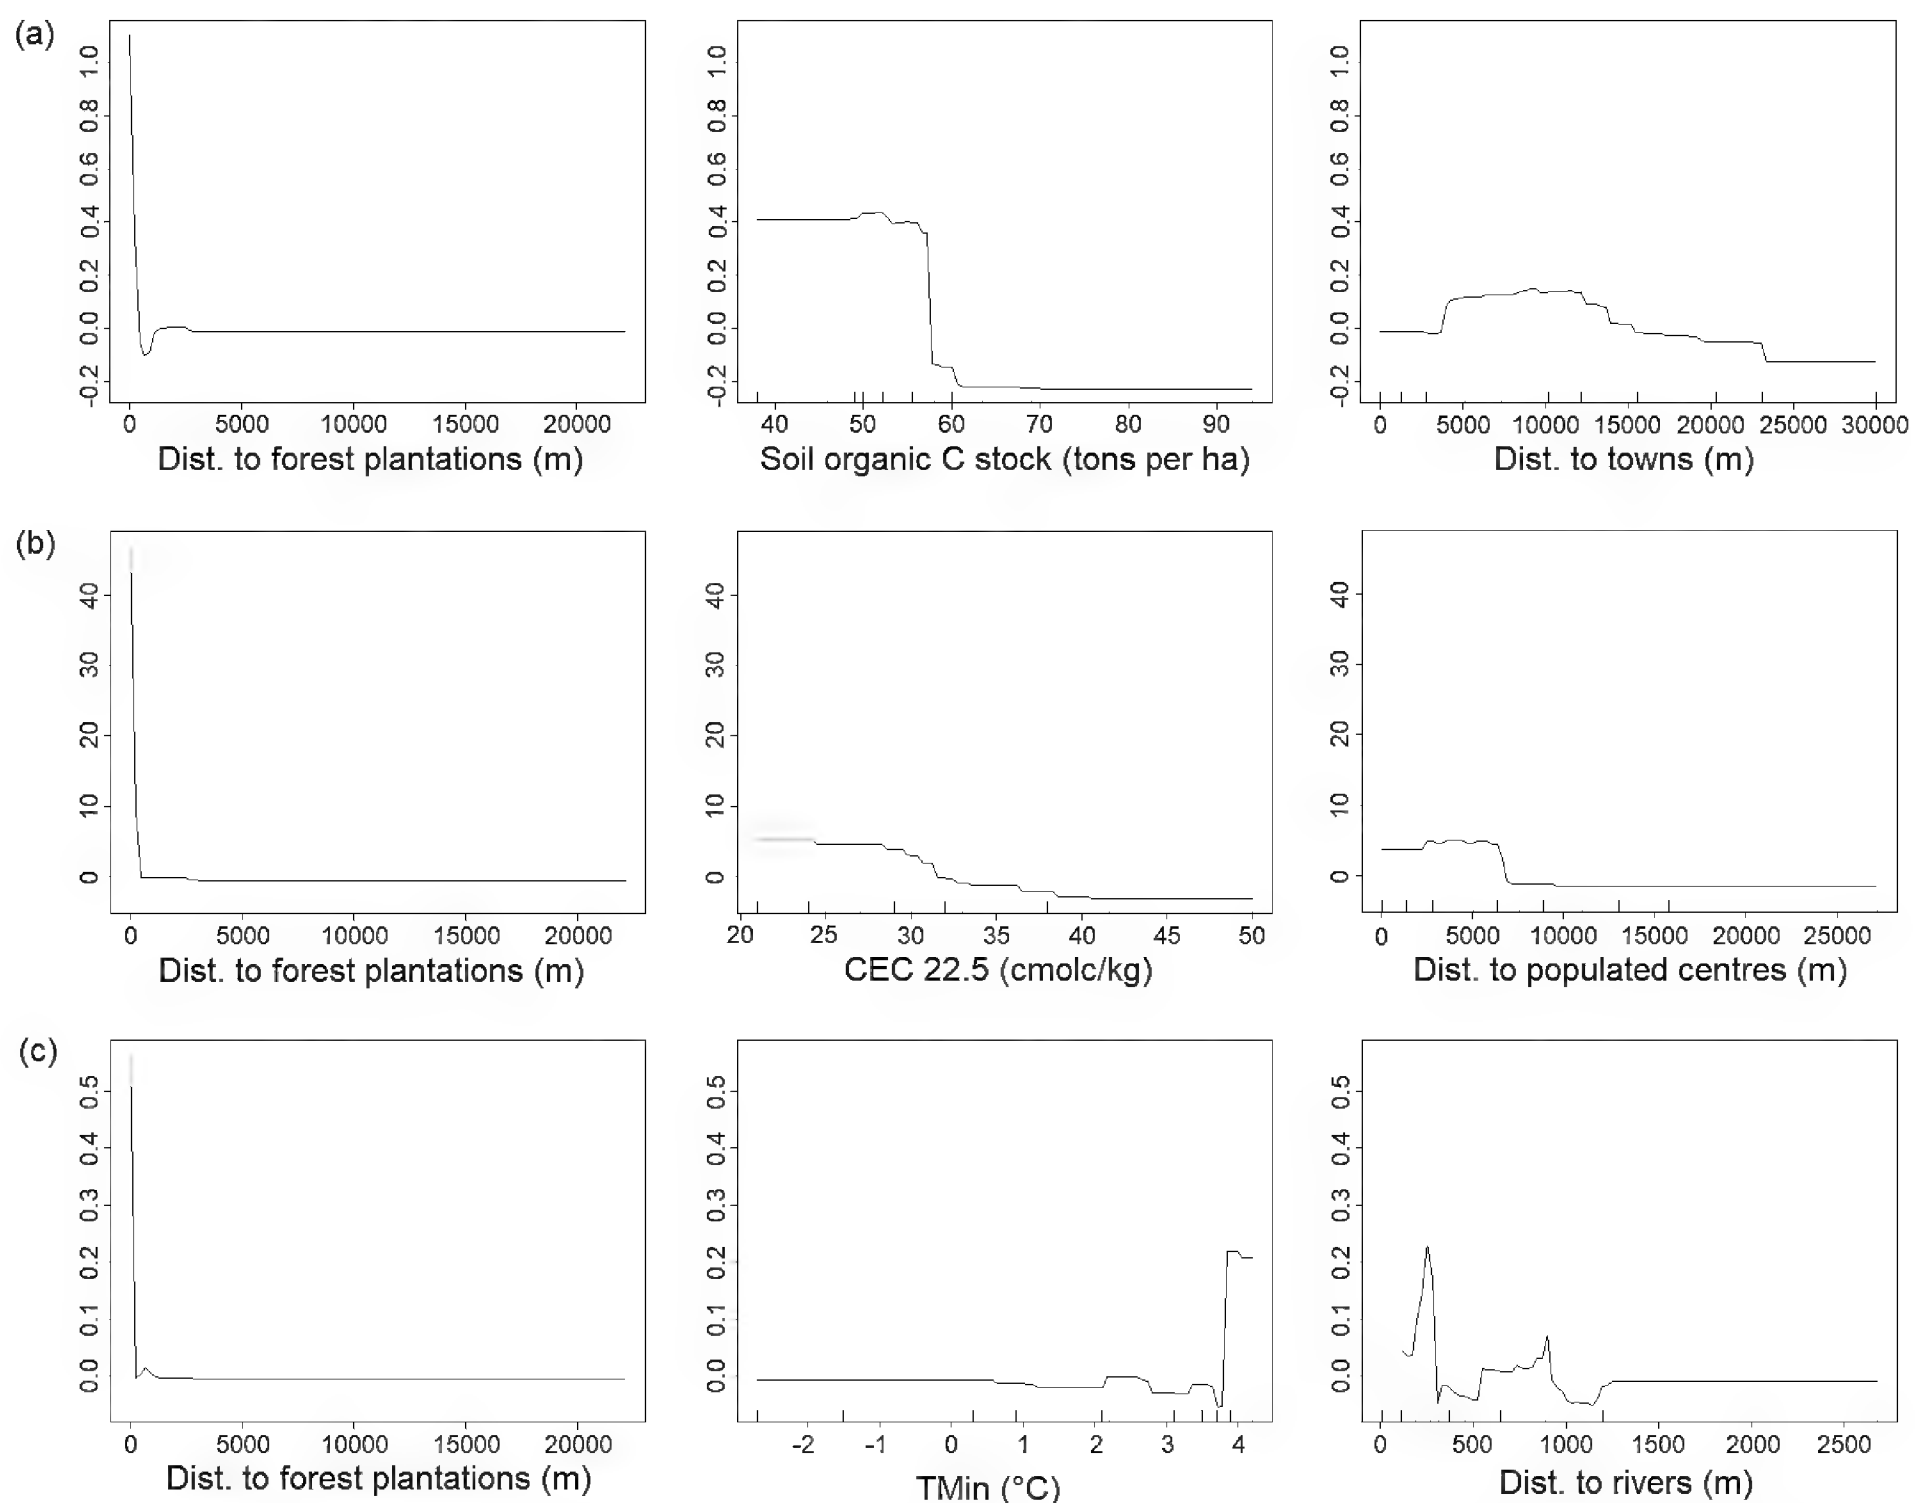 (a)
1.0
0.8
0.6
0.4
0.2
0.0
-0.2
0 5000 10000 15000 20000
Dist. to forest plantations (m)
1.0
0.8
0.6
0.4
0.2
0.0
-0.2
40 50 60 70 80 90
Soil organic C stock (tons per ha)
1.0
0.8
0.6
0.4
0.2
0.0
-0.2
0 5000 10000 15000 20000 25000 30000
Dist. to towns (m)
(b)
40
30
20
10
0
0 5000 10000 15000 20000
Dist. to forest plantations (m)
40
30
20
10
0
20 25 30 35 40 45 50
CEC 22.5 (cmolc/kg)
40
30
20
10
0
0 5000 10000 15000 20000 25000
Dist. to populated centres (m)
(c)
0.5
0.4
0.3
0.2
0.1
0.0
0 5000 10000 15000 20000
Dist. to forest plantations (m)
0.5
0.4
0.3
0.2
0.1
0.0
-2 -1 0 1 2 3 4
TMin (°C)
0.5
0.4
0.3
0.2
0.1
0.0
0 500 1000 1500 2000 2500
Dist. to rivers (m)